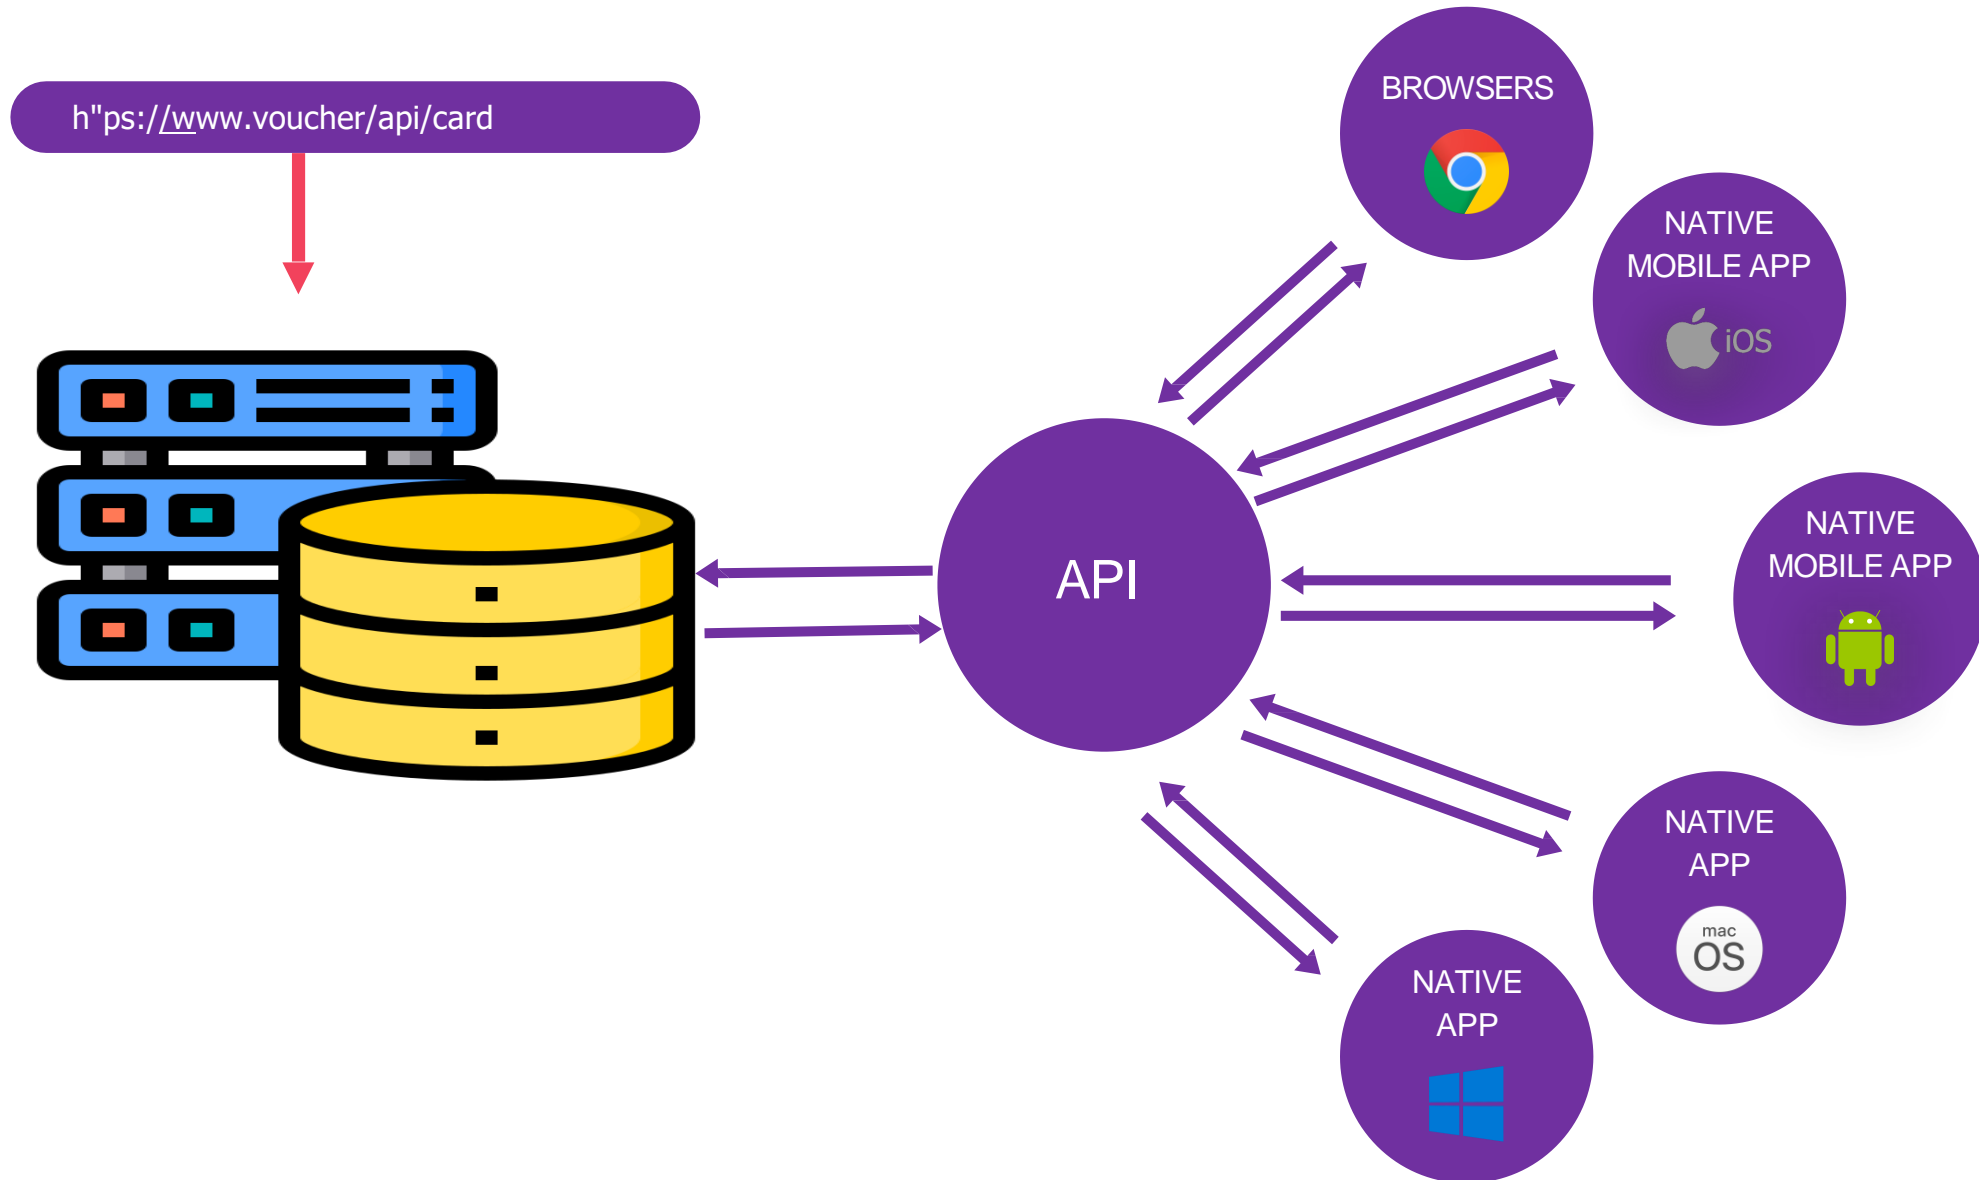 h"ps://www.voucher/api/card
BROWSERS
NATIVE
MOBILE APP
iOS
NATIVE
MOBILE APP
API
NATIVE
APP
mac
OS
NATIVE
APP